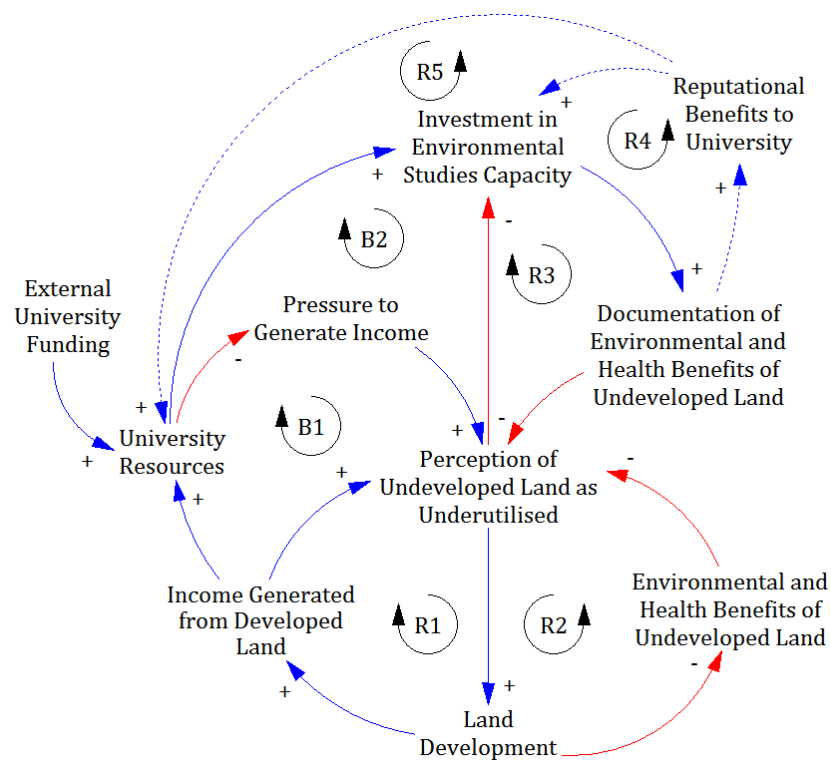 R5
Reputational
Benefits to
University
+
Investment in
Environmental
Studies Capacity
R4
+
+
-
B2
R3
+
External
University
Funding
Pressure to
Generate Income
Documentation of
Environmental and
Health Benefits of
Undeveloped Land
-
+
B1
+
-
University
Resources
+
+
Perception of
Undeveloped Land as
Underutilised
-
+
Income Generated
from Developed
Land
R1
R2
Environmental and
Health Benefits of
Undeveloped Land
-
+
+
Land
Development